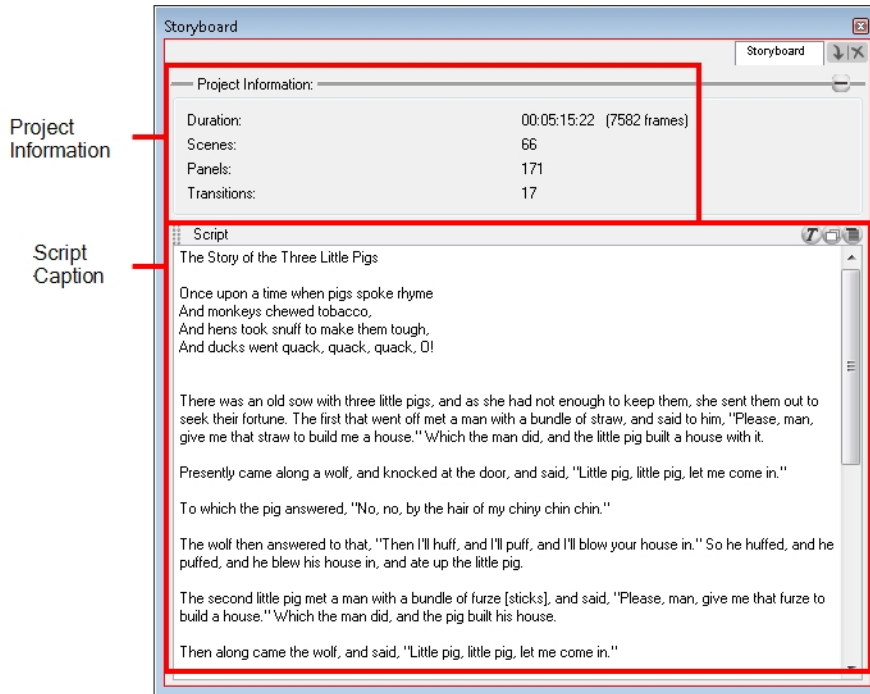 Storyboard
Storyboard
Project Information:
Project
Information
Duration: 00:05:15:22 (7582 frames)
Scenes: 66
Panels: 171
Transitions: 17
Script
Caption
Script
The Story of the Three Little Pigs
Once upon a time when pigs spoke rhyme
And monkeys chewed tobacco,
And hens took snuff to make them tough,
And ducks went quack, quack, quack, O!
There was an old sow with three little pigs, and as she had not enough to keep them, she sent them out to
seek their fortune. The first that went off met a man with a bundle of straw, and said to him, "Please, man,
give me that straw to build me a house." Which the man did, and the little pig built a house with it.
Presently came along a wolf, and knocked at the door, and said, "Little pig, little pig, let me come in."
To which the pig answered, "No, no, by the hair of my chiny chin chin."
The wolf then answered to that, "Then I'll huff, and I'll puff, and I'll blow your house in." So he huffed, and he
puffed, and he blew his house in, and ate up the little pig.
The second little pig met a man with a bundle of furze [sticks], and said, "Please, man, give me that furze to
build a house." Which the man did, and the pig built his house.
Then along came the wolf, and said, "Little pig, little pig, let me come in."